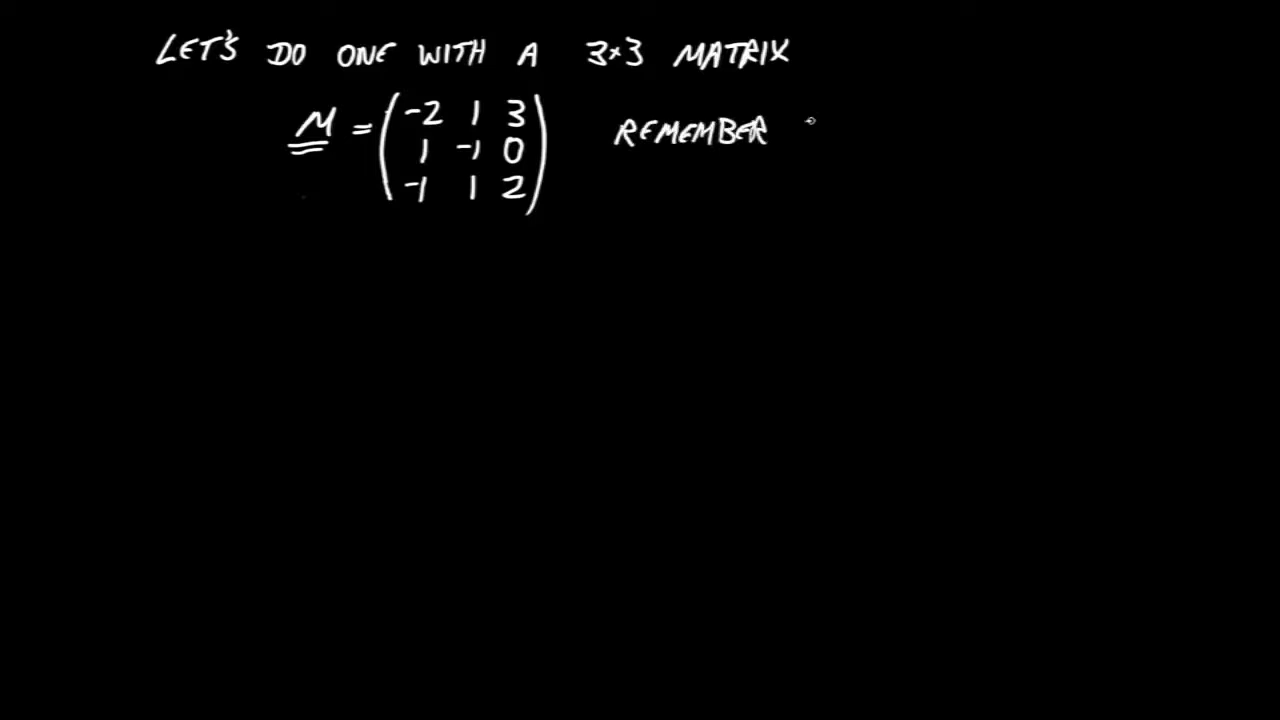 LET'S DO ONE WITH A 3×3 MATRIX
M = (-2 1 3
1 -1 0
-1 1 2) REMEMBER